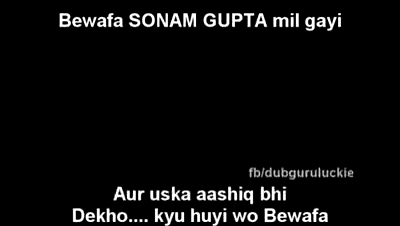 Bewafa SONAM GUPTA mil gayi
fb/dubguruluckie
Aur uska aashiq bhi
Dekho.... kyu huyi wo Bewafa